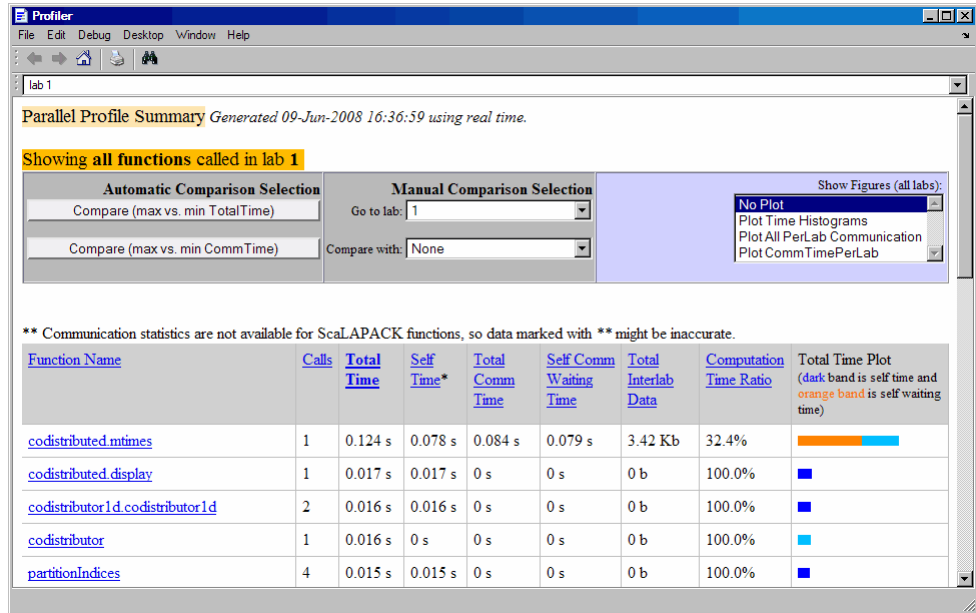 Profiler
File Edit Debug Desktop Window Help
lab 1
Parallel Profile Summary Generated 09-Jun-2008 16:36:59 using real time.
Showing all functions called in lab 1
Automatic Comparison Selection
Compare (max vs. min TotalTime)
Compare (max vs. min CommTime)
Manual Comparison Selection
Go to lab: 1
Compare with: None
Show Figures (all labs):
No Plot
Plot Time Histograms
Plot All PerLab Communication
Plot CommTimePerLab
** Communication statistics are not available for ScaLAPACK functions, so data marked with ** might be inaccurate.
Function Name Calls Total Time Self Time* Total Comm Time Self Comm Waiting Time Total Interlab Data Computation Time Ratio Total Time Plot (dark band is self time and orange band is self waiting time)
codistributed.mtimes 1 0.124 s 0.078 s 0.084 s 0.079 s 3.42 Kb 32.4%
codistributed.display 1 0.017 s 0.017 s 0 s 0 s 0 b 100.0%
codistributor1d.codistributor1d 2 0.016 s 0.016 s 0 s 0 s 0 b 100.0%
codistributor 1 0.016 s 0 s 0 s 0 s 0 b 100.0%
partitionIndices 4 0.015 s 0.015 s 0 s 0 s 0 b 100.0%